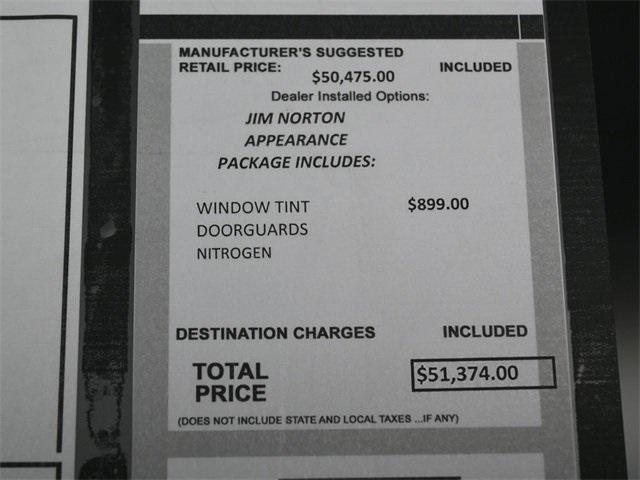 MANUFACTURER'S SUGGESTED
RETAIL PRICE: $50,475.00 INCLUDED
Dealer Installed Options:
JIM NORTON
APPEARANCE
PACKAGE INCLUDES:
WINDOW TINT $899.00
DOORGUARDS
NITROGEN
DESTINATION CHARGES INCLUDED
TOTAL
PRICE $51,374.00
(DOES NOT INCLUDE STATE AND LOCAL TAXES ...IF ANY)